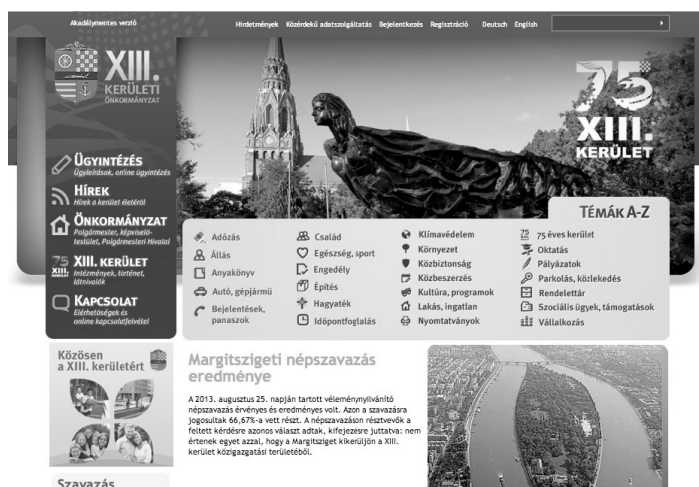 Akadálymentes verzió
Hirdetmények Közérdekű adatszolgáltatás Bejelentkezés Regisztráció Deutsch English
XIII.
KERÜLETI
ÖNKORMÁNYZAT
75
XIII.
KERÜLET
ÜGYINTÉZÉS
Ügyleírások, online ügyintézés
HÍREK
Hírek a kerület életéről
ÖNKORMÁNYZAT
Polgármester, képviselő-
testület, Polgármesteri Hivatal
75
XIII.
KERÜLET
XIII. KERÜLET
Intézmények, történet,
látnivalók
KAPCSOLAT
Elérhetőségek és
online kapcsolatfelvétel
TÉMÁK A-Z
Adózás
Állás
Anyakönyv
Autó, gépjármű
Bejelentések,
panaszok
Család
Egészség, sport
Engedély
Építés
Hagyaték
Időpontfoglalás
Klímavédelem
Környezet
Közbiztonság
Közbeszerzés
Kultúra, programok
Lakás, ingatlan
Nyomtatványok
75 éves kerület
Oktatás
Pályázatok
Parkolás, közlekedés
Rendelettár
Szociális ügyek, támogatások
Vállalkozás
Közösen
a XIII. kerületért
Szavazás
Margitszigeti népszavazás
eredménye
A 2013. augusztus 25. napján tartott véleménynyilvánító
népszavazás érvényes és eredményes volt. Azon a szavazásra
jogosultak 66,67%-a vett részt. A népszavazáson résztvevők a
feltett kérdésre azonos választ adtak, kifejezésre juttatva: nem
értenek egyet azzal, hogy a Margitsziget kikerüljön a XIII.
kerület közigazgatási területéből.